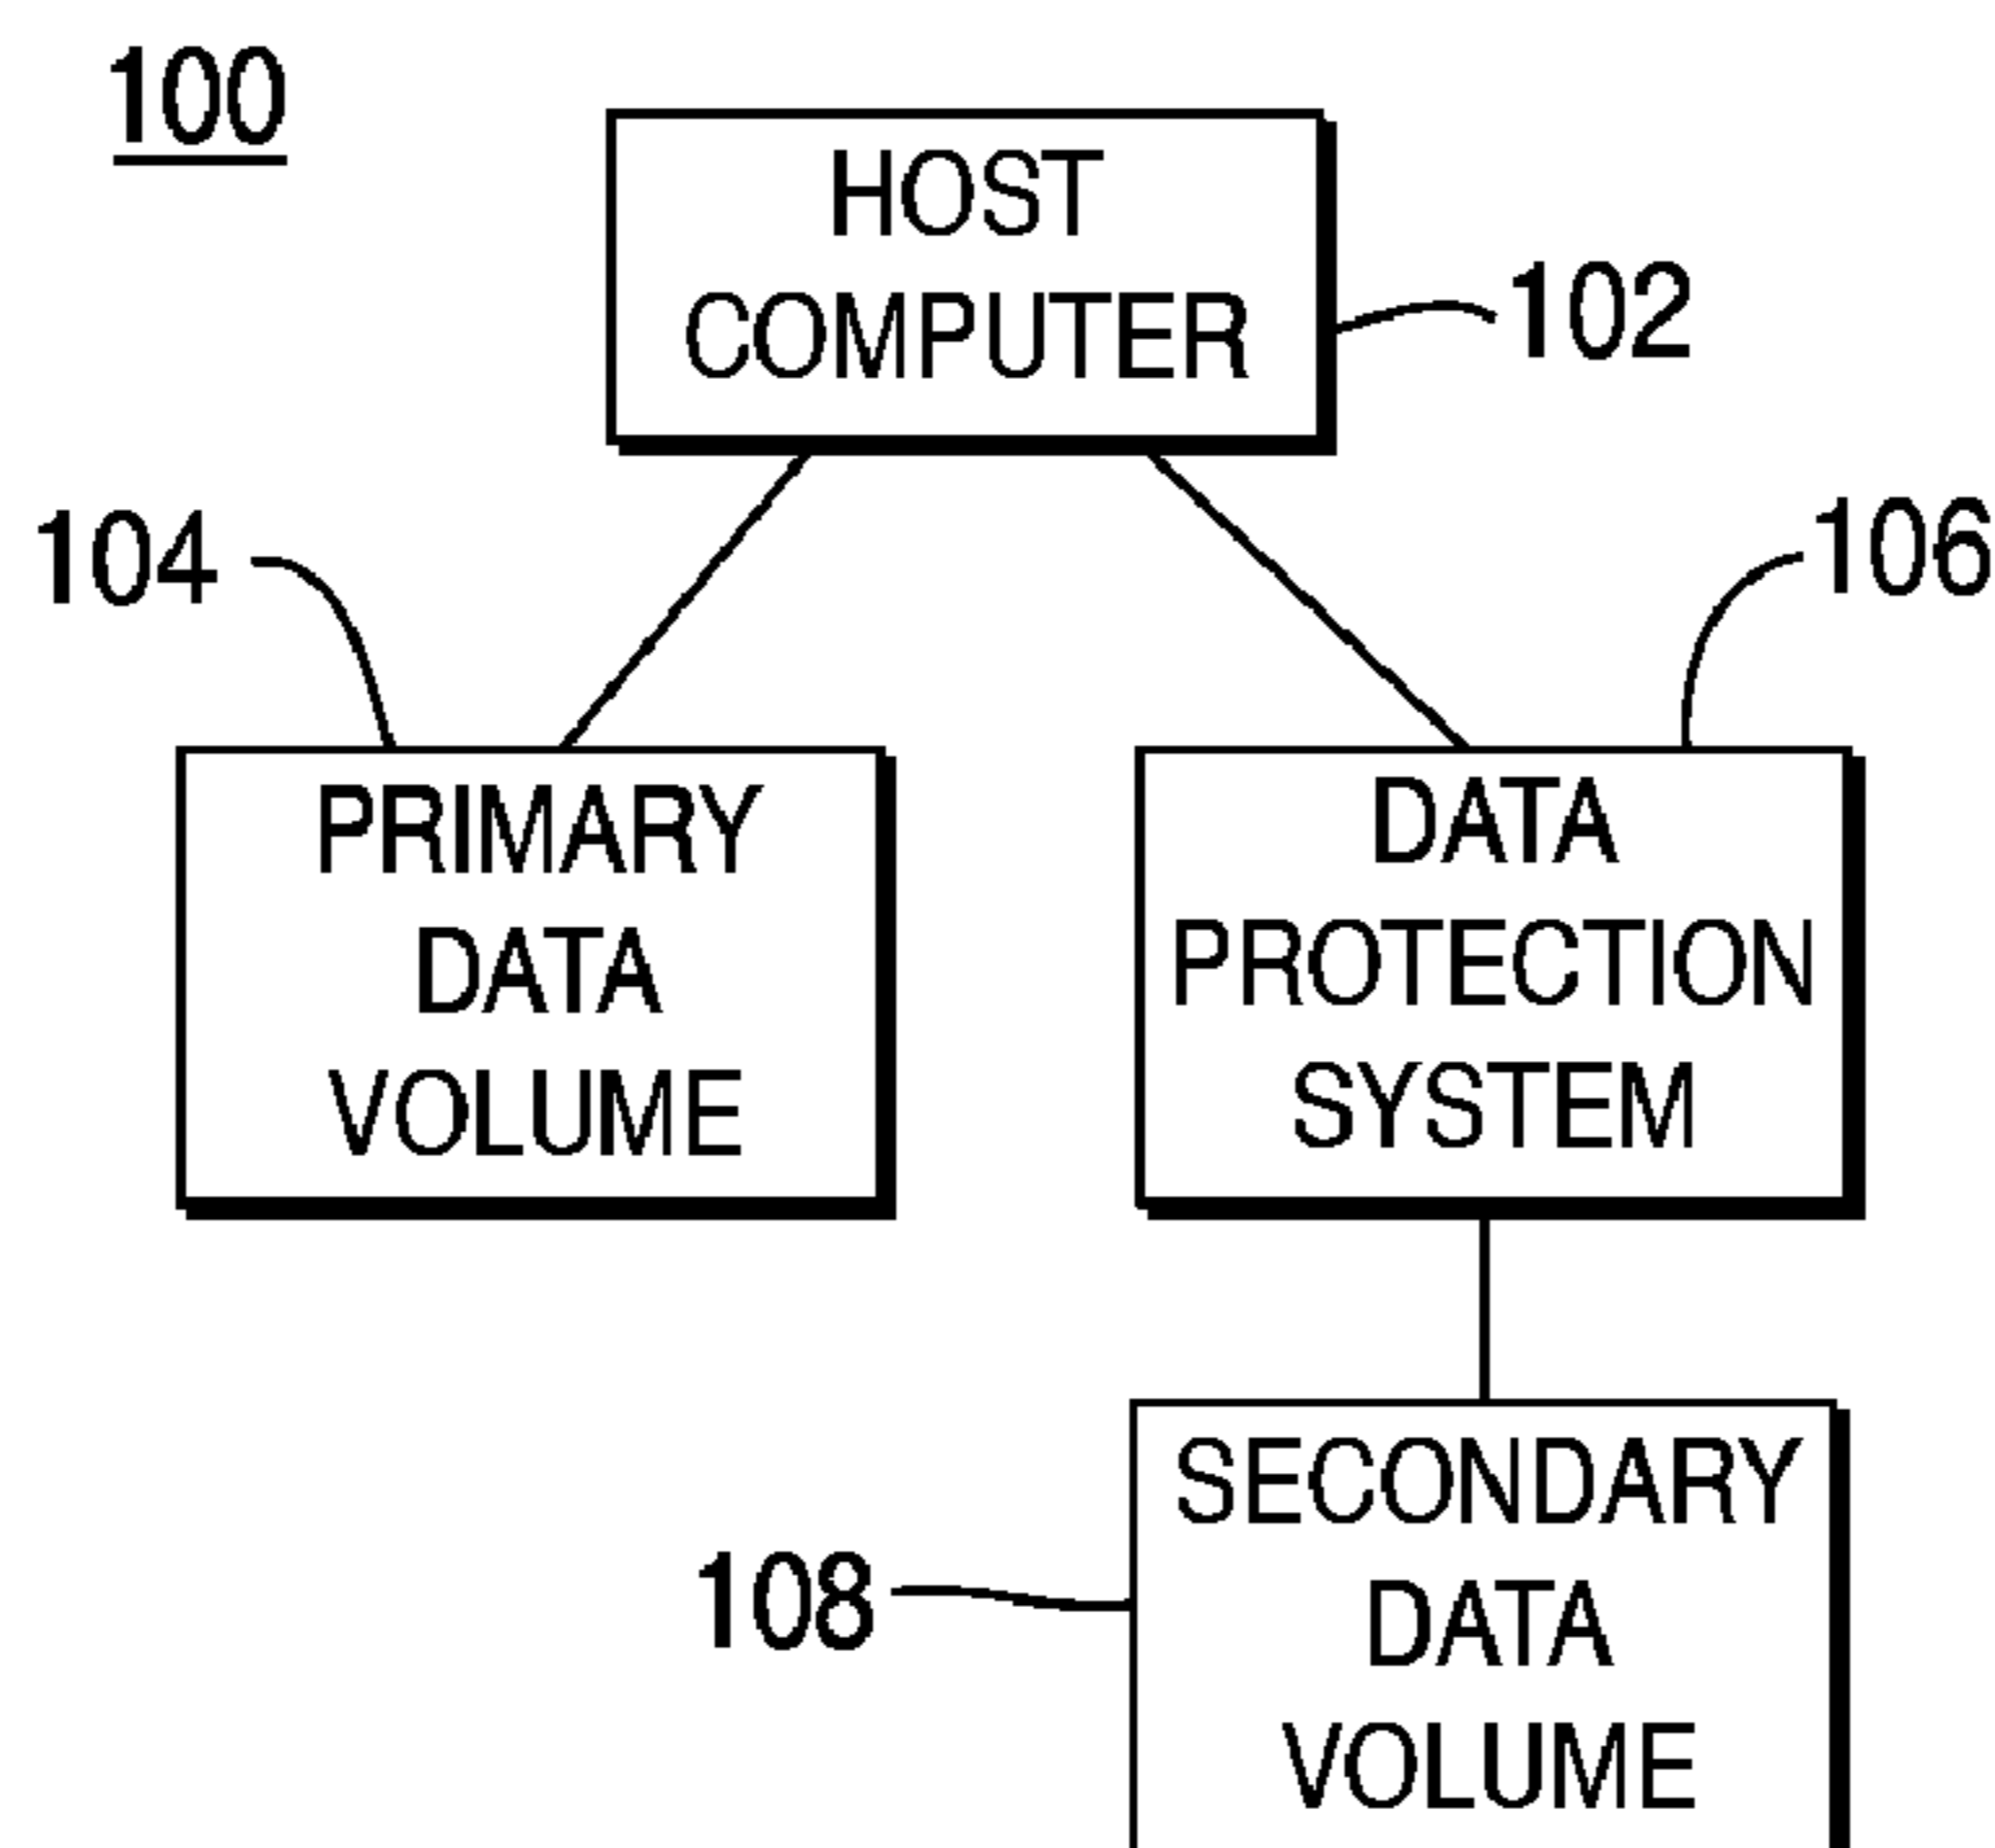 100
HOST
COMPUTER
102
104
106
PRIMARY
DATA
VOLUME
DATA
PROTECTION
SYSTEM
108
SECONDARY
DATA
VOLUME